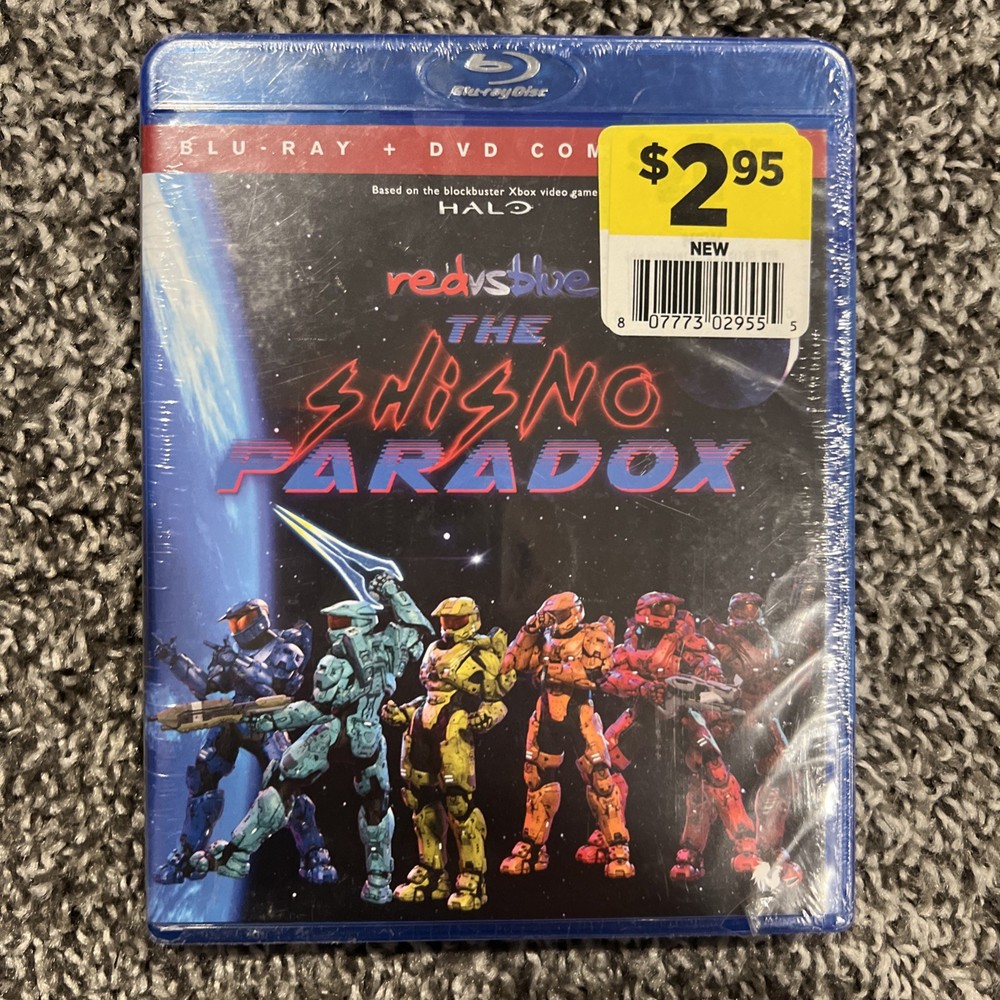 Blu-ray Disc
BLU-RAY + DVD COM
$2.95
NEW
8 07773 02955 5
Based on the blockbuster Xbox video game
HALO
red vs blue
THE
SHiSNO
PARADOX